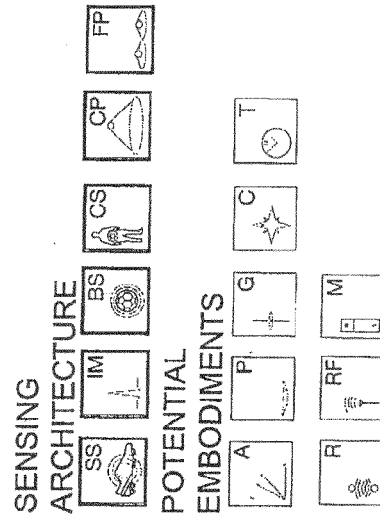 SENSING
ARCHITECTURE
SS IM BS CS CP FP
POTENTIAL
EMBODIMENTS
A P G C T
R RF M